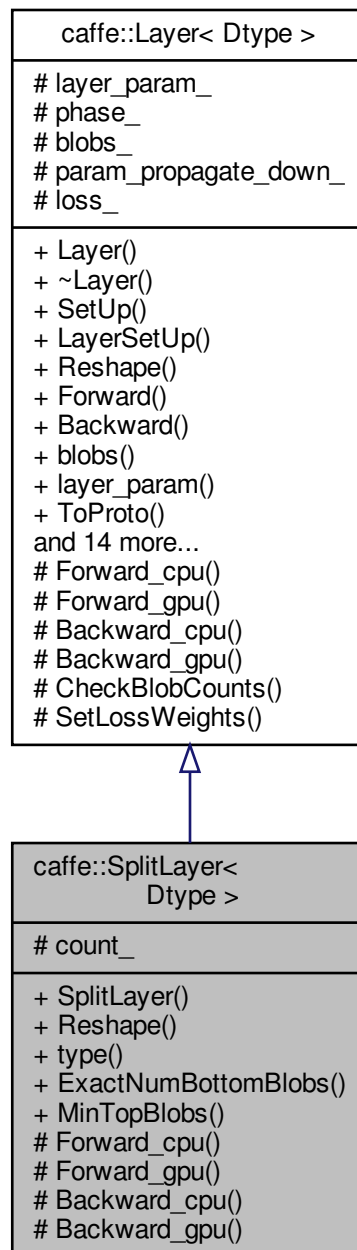 caffe::Layer< Dtype >
# layer_param_
# phase_
# blobs_
# param_propagate_down_
# loss_
+ Layer()
+ ~Layer()
+ SetUp()
+ LayerSetUp()
+ Reshape()
+ Forward()
+ Backward()
+ blobs()
+ layer_param()
+ ToProto()
and 14 more...
# Forward_cpu()
# Forward_gpu()
# Backward_cpu()
# Backward_gpu()
# CheckBlobCounts()
# SetLossWeights()
caffe::SplitLayer<
Dtype >
# count_
+ SplitLayer()
+ Reshape()
+ type()
+ ExactNumBottomBlobs()
+ MinTopBlobs()
# Forward_cpu()
# Forward_gpu()
# Backward_cpu()
# Backward_gpu()